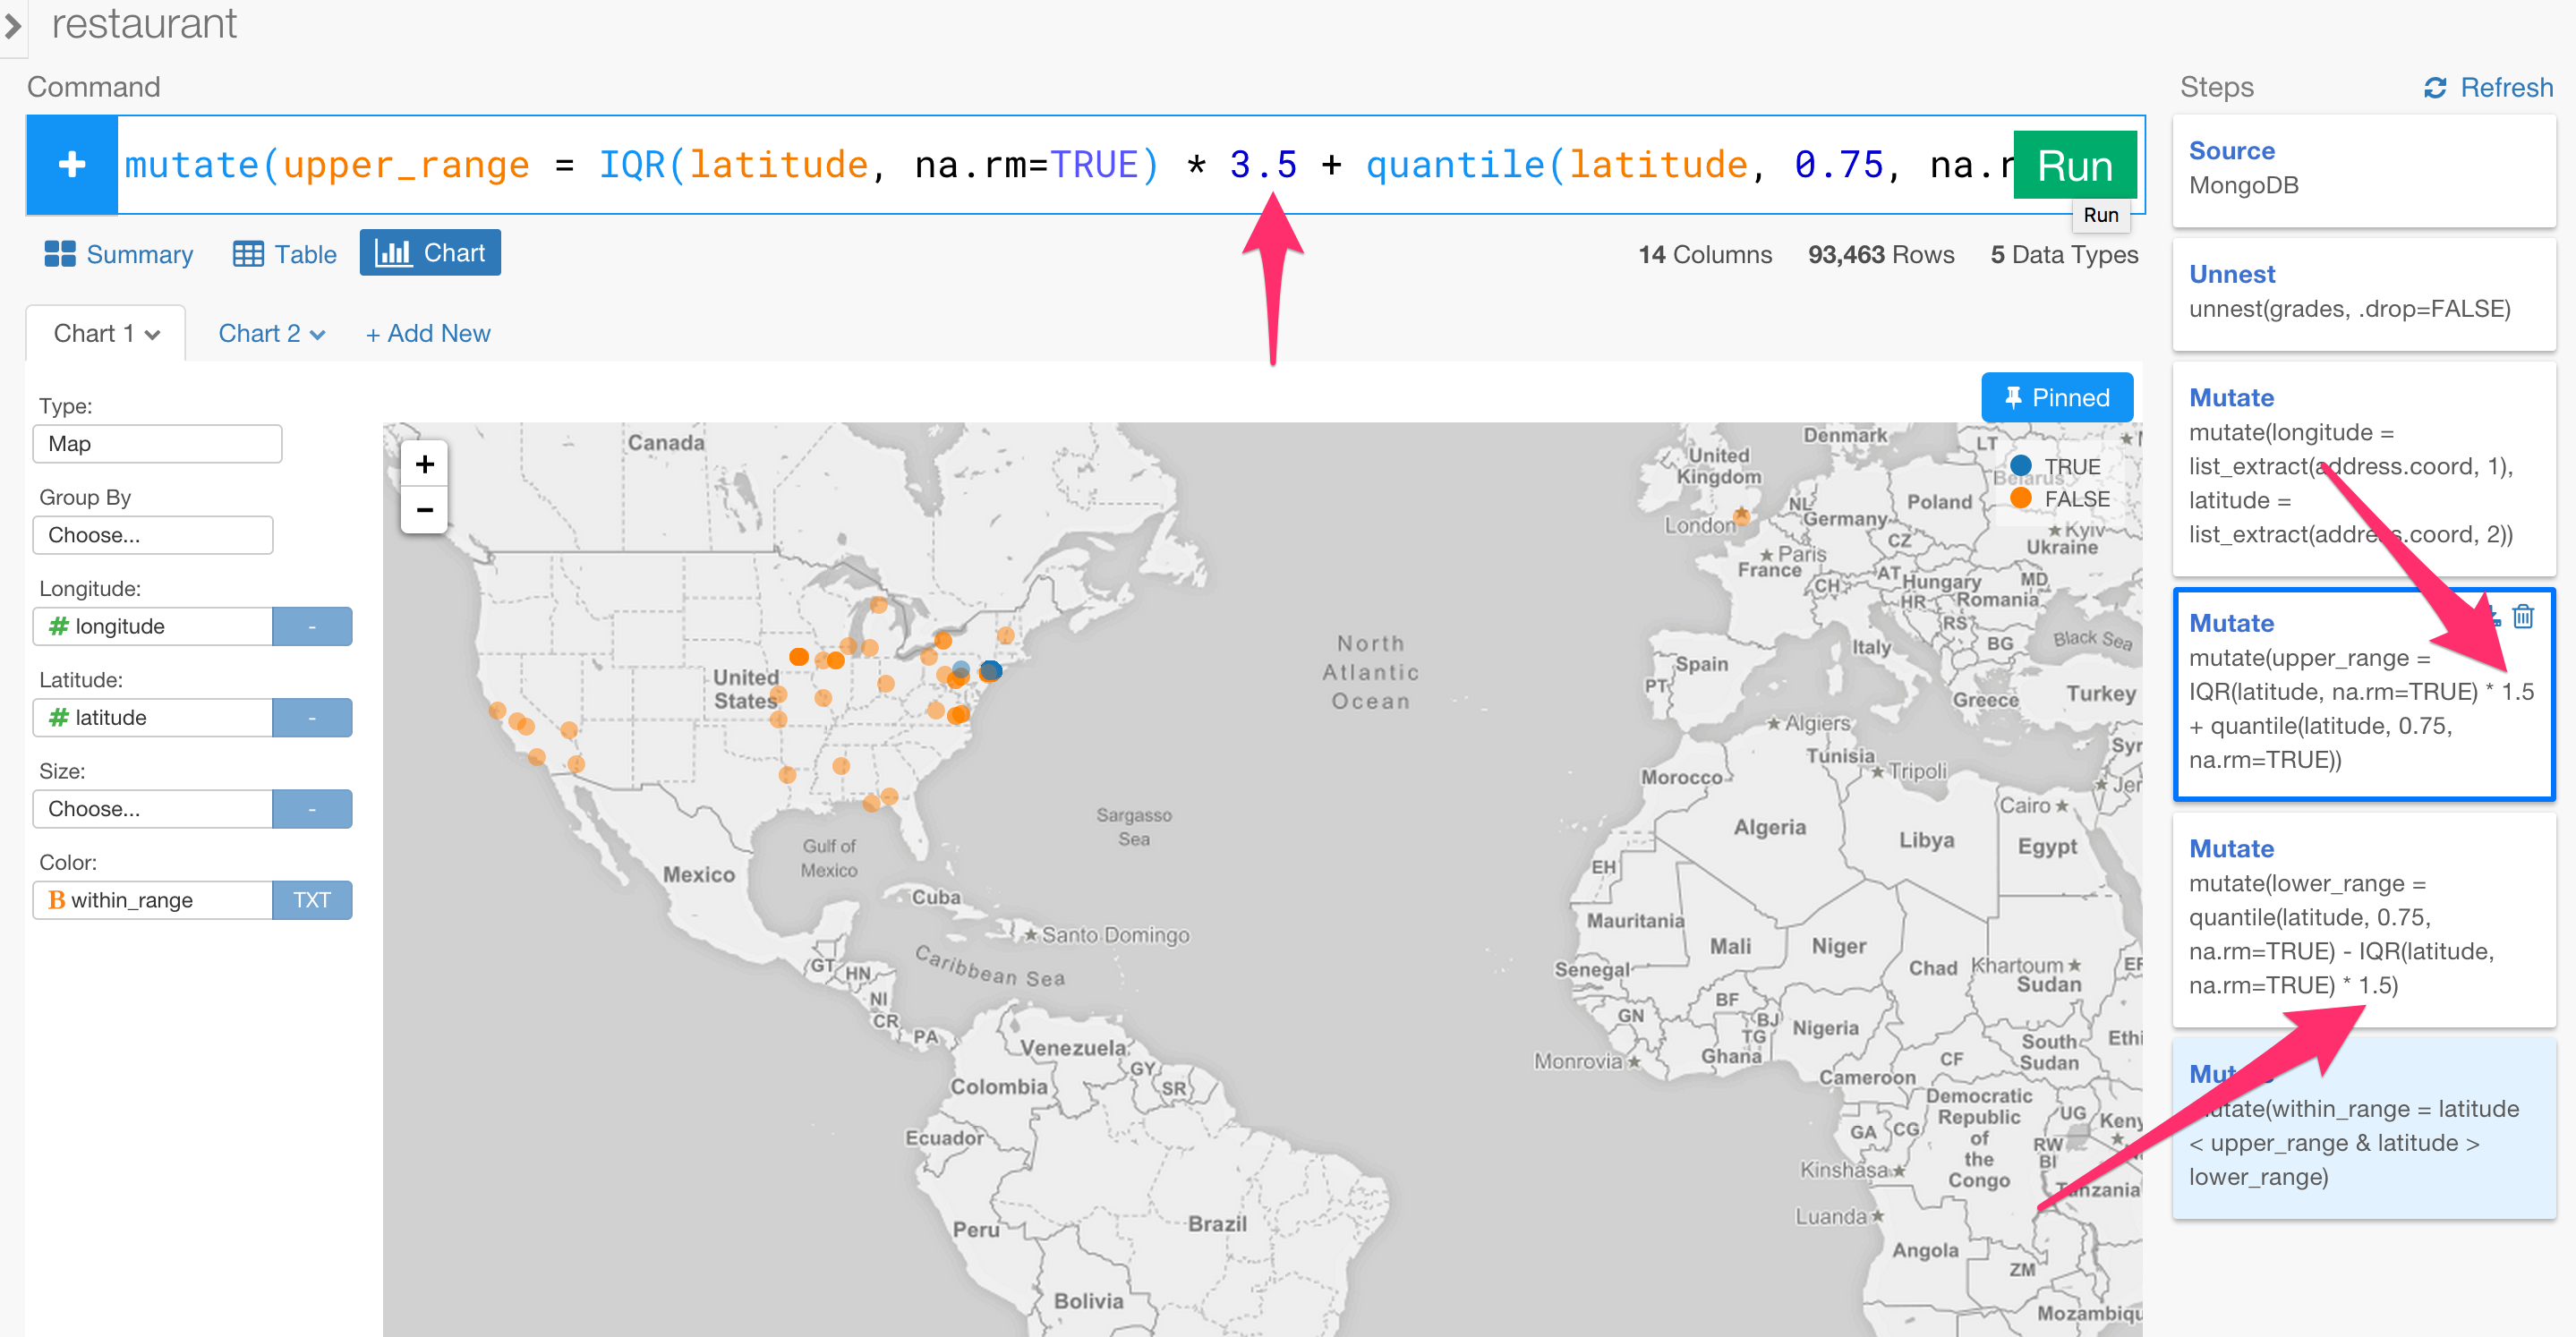 restaurant
Command
mutate(upper_range = IQR(latitude, na.rm=TRUE) * 3.5 + quantile(latitude, 0.75, na.r
Run
Run
Summary
Table
Chart
14 Columns 93,463 Rows 5 Data Types
Chart 1
Chart 2
+ Add New
Pinned
Type:
Map
Group By
Choose...
Longitude:
# longitude
-
Latitude:
# latitude
-
Size:
Choose...
-
Color:
B within_range
TXT
+
−
TRUE
FALSE
Canada
United
States
Mexico
Gulf of
Mexico
Cuba
Santo Domingo
Caribbean Sea
Sargasso
Sea
North
Atlantic
Ocean
GT
HN
NI
CR
PA
Venezuela
Colombia
GY
SR
Ecuador
Peru
Brazil
Bolivia
Denmark
United
Kingdom
London
LT
Belarus
NL
Germany
Poland
Kyiv
Ukraine
CZ
Paris
France
CH
AT
Hungary
MD
HR
Romania
RS
BG
Black Sea
Italy
Spain
PT
Greece
Turkey
Algiers
Tunisia
Tripoli
Syr
Jer
Morocco
Cairo
Algeria
Libya
Egypt
EH
Mauritania
Mali
Niger
Chad
Khartoum
Sudan
ER
Senegal
BF
GN
BJ
TG
Nigeria
Ghana
Monrovia
South
Sudan
Ethi
CF
Cameroon
Democratic
Republic
of
the
Congo
UG
Keny
GA
CG
RW
BI
Kinshasa
Tanzania
Luanda
Angola
ZM
Mozambiqu
Steps
Refresh
Source
MongoDB
Unnest
unnest(grades, .drop=FALSE)
Mutate
mutate(longitude =
list_extract(address.coord, 1),
latitude =
list_extract(address.coord, 2))
Mutate
mutate(upper_range =
IQR(latitude, na.rm=TRUE) * 1.5
+ quantile(latitude, 0.75,
na.rm=TRUE))
Mutate
mutate(lower_range =
quantile(latitude, 0.75,
na.rm=TRUE) - IQR(latitude,
na.rm=TRUE) * 1.5)
Mutate
mutate(within_range = latitude
< upper_range & latitude >
lower_range)